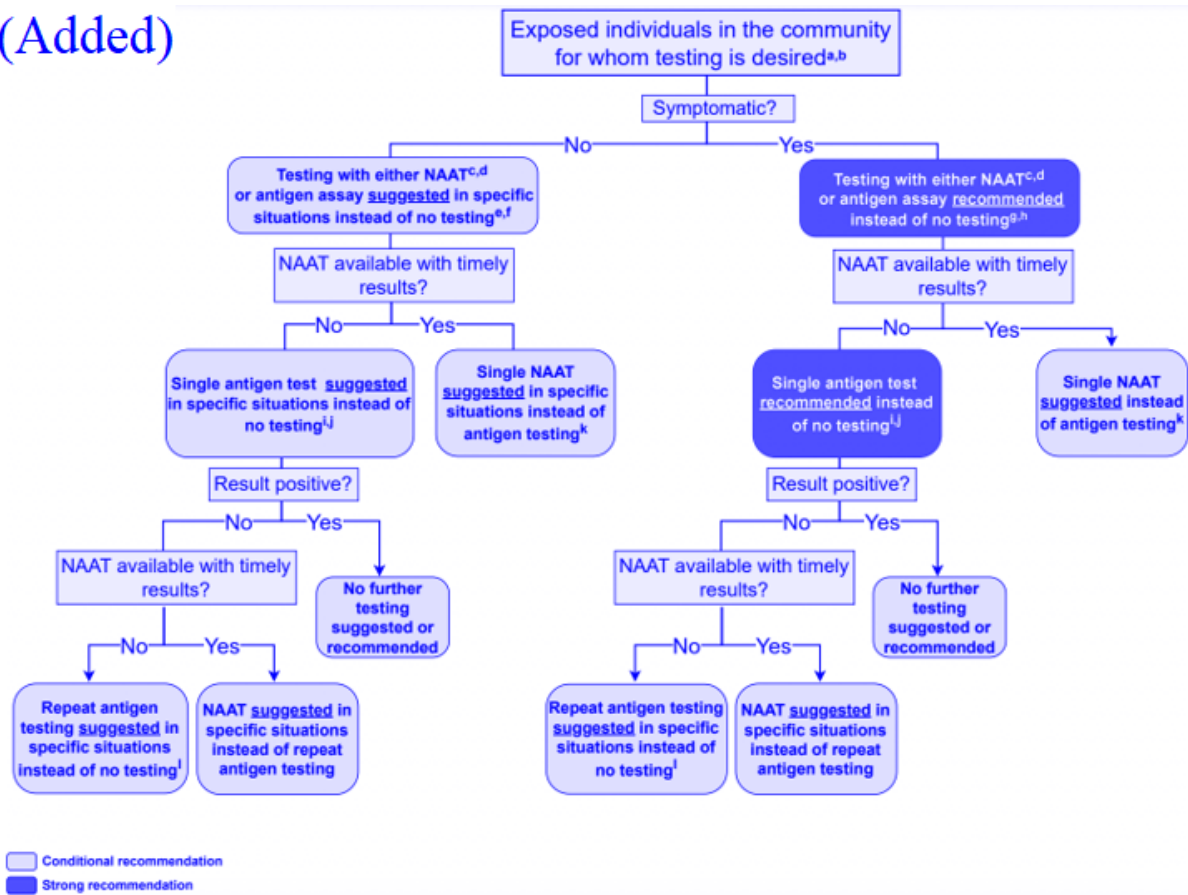 (Added)
Exposed individuals in the community
for whom testing is desiredᵃ,ᵇ
Symptomatic?
No
Yes
Testing with either NAATᶜ,ᵈ
or antigen assay suggested in specific
situations instead of no testingᵉ,ᶠ
Testing with either NAATᶜ,ᵈ
or antigen assay recommended
instead of no testingᵍ,ʰ
NAAT available with timely
results?
NAAT available with timely
results?
No
Yes
No
Yes
Single antigen test suggested
in specific situations instead of
no testingⁱ,ʲ
Single NAAT
suggested in specific
situations instead of
antigen testingᵏ
Single antigen test
recommended instead
of no testingⁱ,ʲ
Single NAAT
suggested instead
of antigen testingᵏ
Result positive?
Result positive?
No
Yes
No
Yes
NAAT available with timely
results?
No further
testing
suggested or
recommended
NAAT available with timely
results?
No further
testing
suggested or
recommended
No
Yes
No
Yes
Repeat antigen
testing suggested in
specific situations
instead of no testingˡ
NAAT suggested in
specific situations
instead of repeat
antigen testing
Repeat antigen testing
suggested in specific
situations instead of
no testingˡ
NAAT suggested in
specific situations
instead of repeat
antigen testing
Conditional recommendation
Strong recommendation